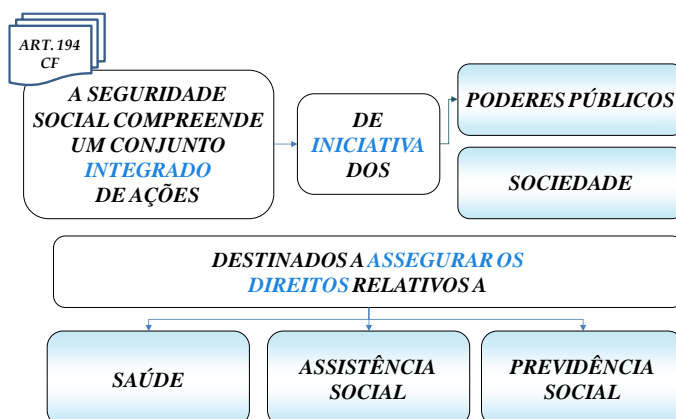 ART. 194
CF
A SEGURIDADE
SOCIAL COMPREENDE
UM CONJUNTO
INTEGRADO
DE AÇÕES
DE
INICIATIVA
DOS
PODERES PÚBLICOS
SOCIEDADE
DESTINADOS A ASSEGURAR OS
DIREITOS RELATIVOS A
SAÚDE
ASSISTÊNCIA
SOCIAL
PREVIDÊNCIA
SOCIAL